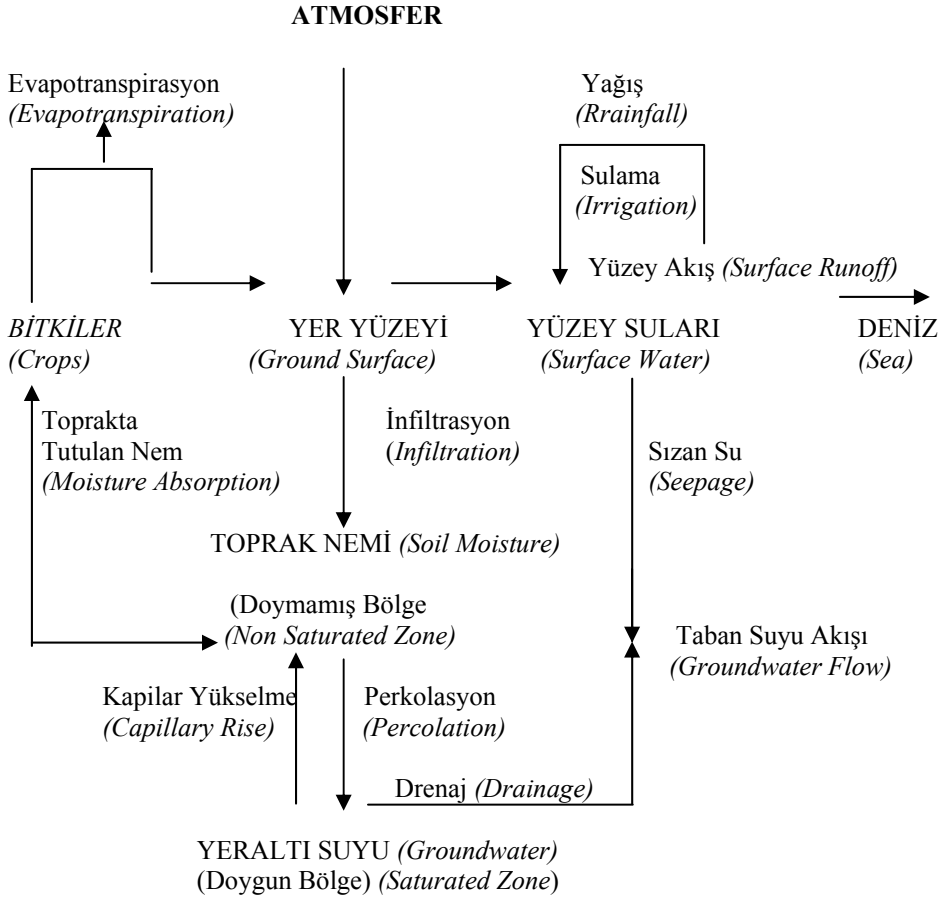 ATMOSFER
Evapotranspirasyon
(Evapotranspiration)
Yağış
(Rrainfall)
Sulama
(Irrigation)
Yüzey Akış (Surface Runoff)
BİTKİLER
(Crops)
YER YÜZEYİ
(Ground Surface)
YÜZEY SULARI
(Surface Water)
DENİZ
(Sea)
Toprakta
Tutulan Nem
(Moisture Absorption)
İnfiltrasyon
(Infiltration)
Sızan Su
(Seepage)
TOPRAK NEMİ (Soil Moisture)
(Doymamış Bölge
(Non Saturated Zone)
Taban Suyu Akışı
(Groundwater Flow)
Kapilar Yükselme
(Capillary Rise)
Perkolasyon
(Percolation)
Drenaj (Drainage)
YERALTI SUYU (Groundwater)
(Doygun Bölge) (Saturated Zone)